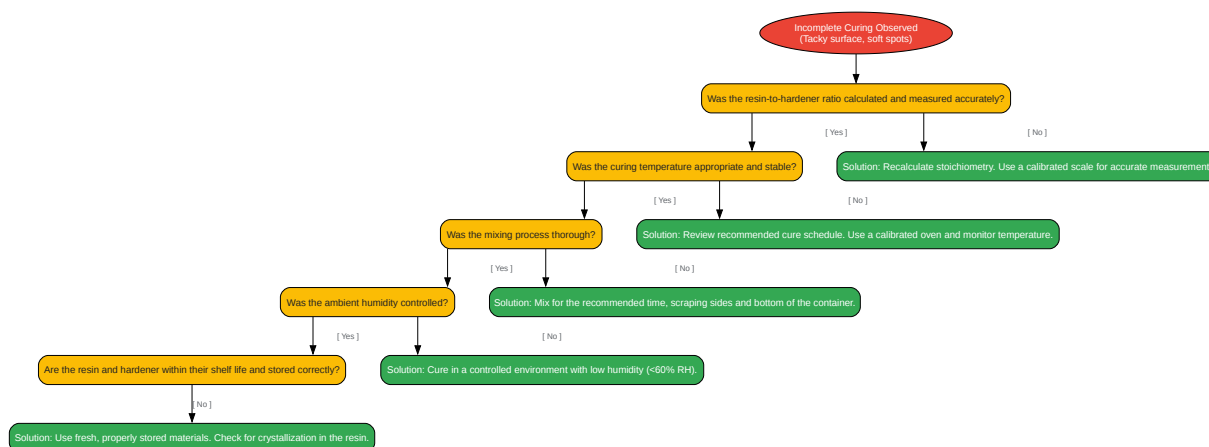 Incomplete Curing Observed
(Tacky surface, soft spots)
Was the resin-to-hardener ratio calculated and measured accurately?
[ Yes ]
[ No ]
Was the curing temperature appropriate and stable?
Solution: Recalculate stoichiometry. Use a calibrated scale for accurate measurement
[ Yes ]
[ No ]
Was the mixing process thorough?
Solution: Review recommended cure schedule. Use a calibrated oven and monitor temperature.
[ Yes ]
[ No ]
Was the ambient humidity controlled?
Solution: Mix for the recommended time, scraping sides and bottom of the container.
[ Yes ]
[ No ]
Are the resin and hardener within their shelf life and stored correctly?
Solution: Cure in a controlled environment with low humidity (<60% RH).
[ No ]
Solution: Use fresh, properly stored materials. Check for crystallization in the resin.